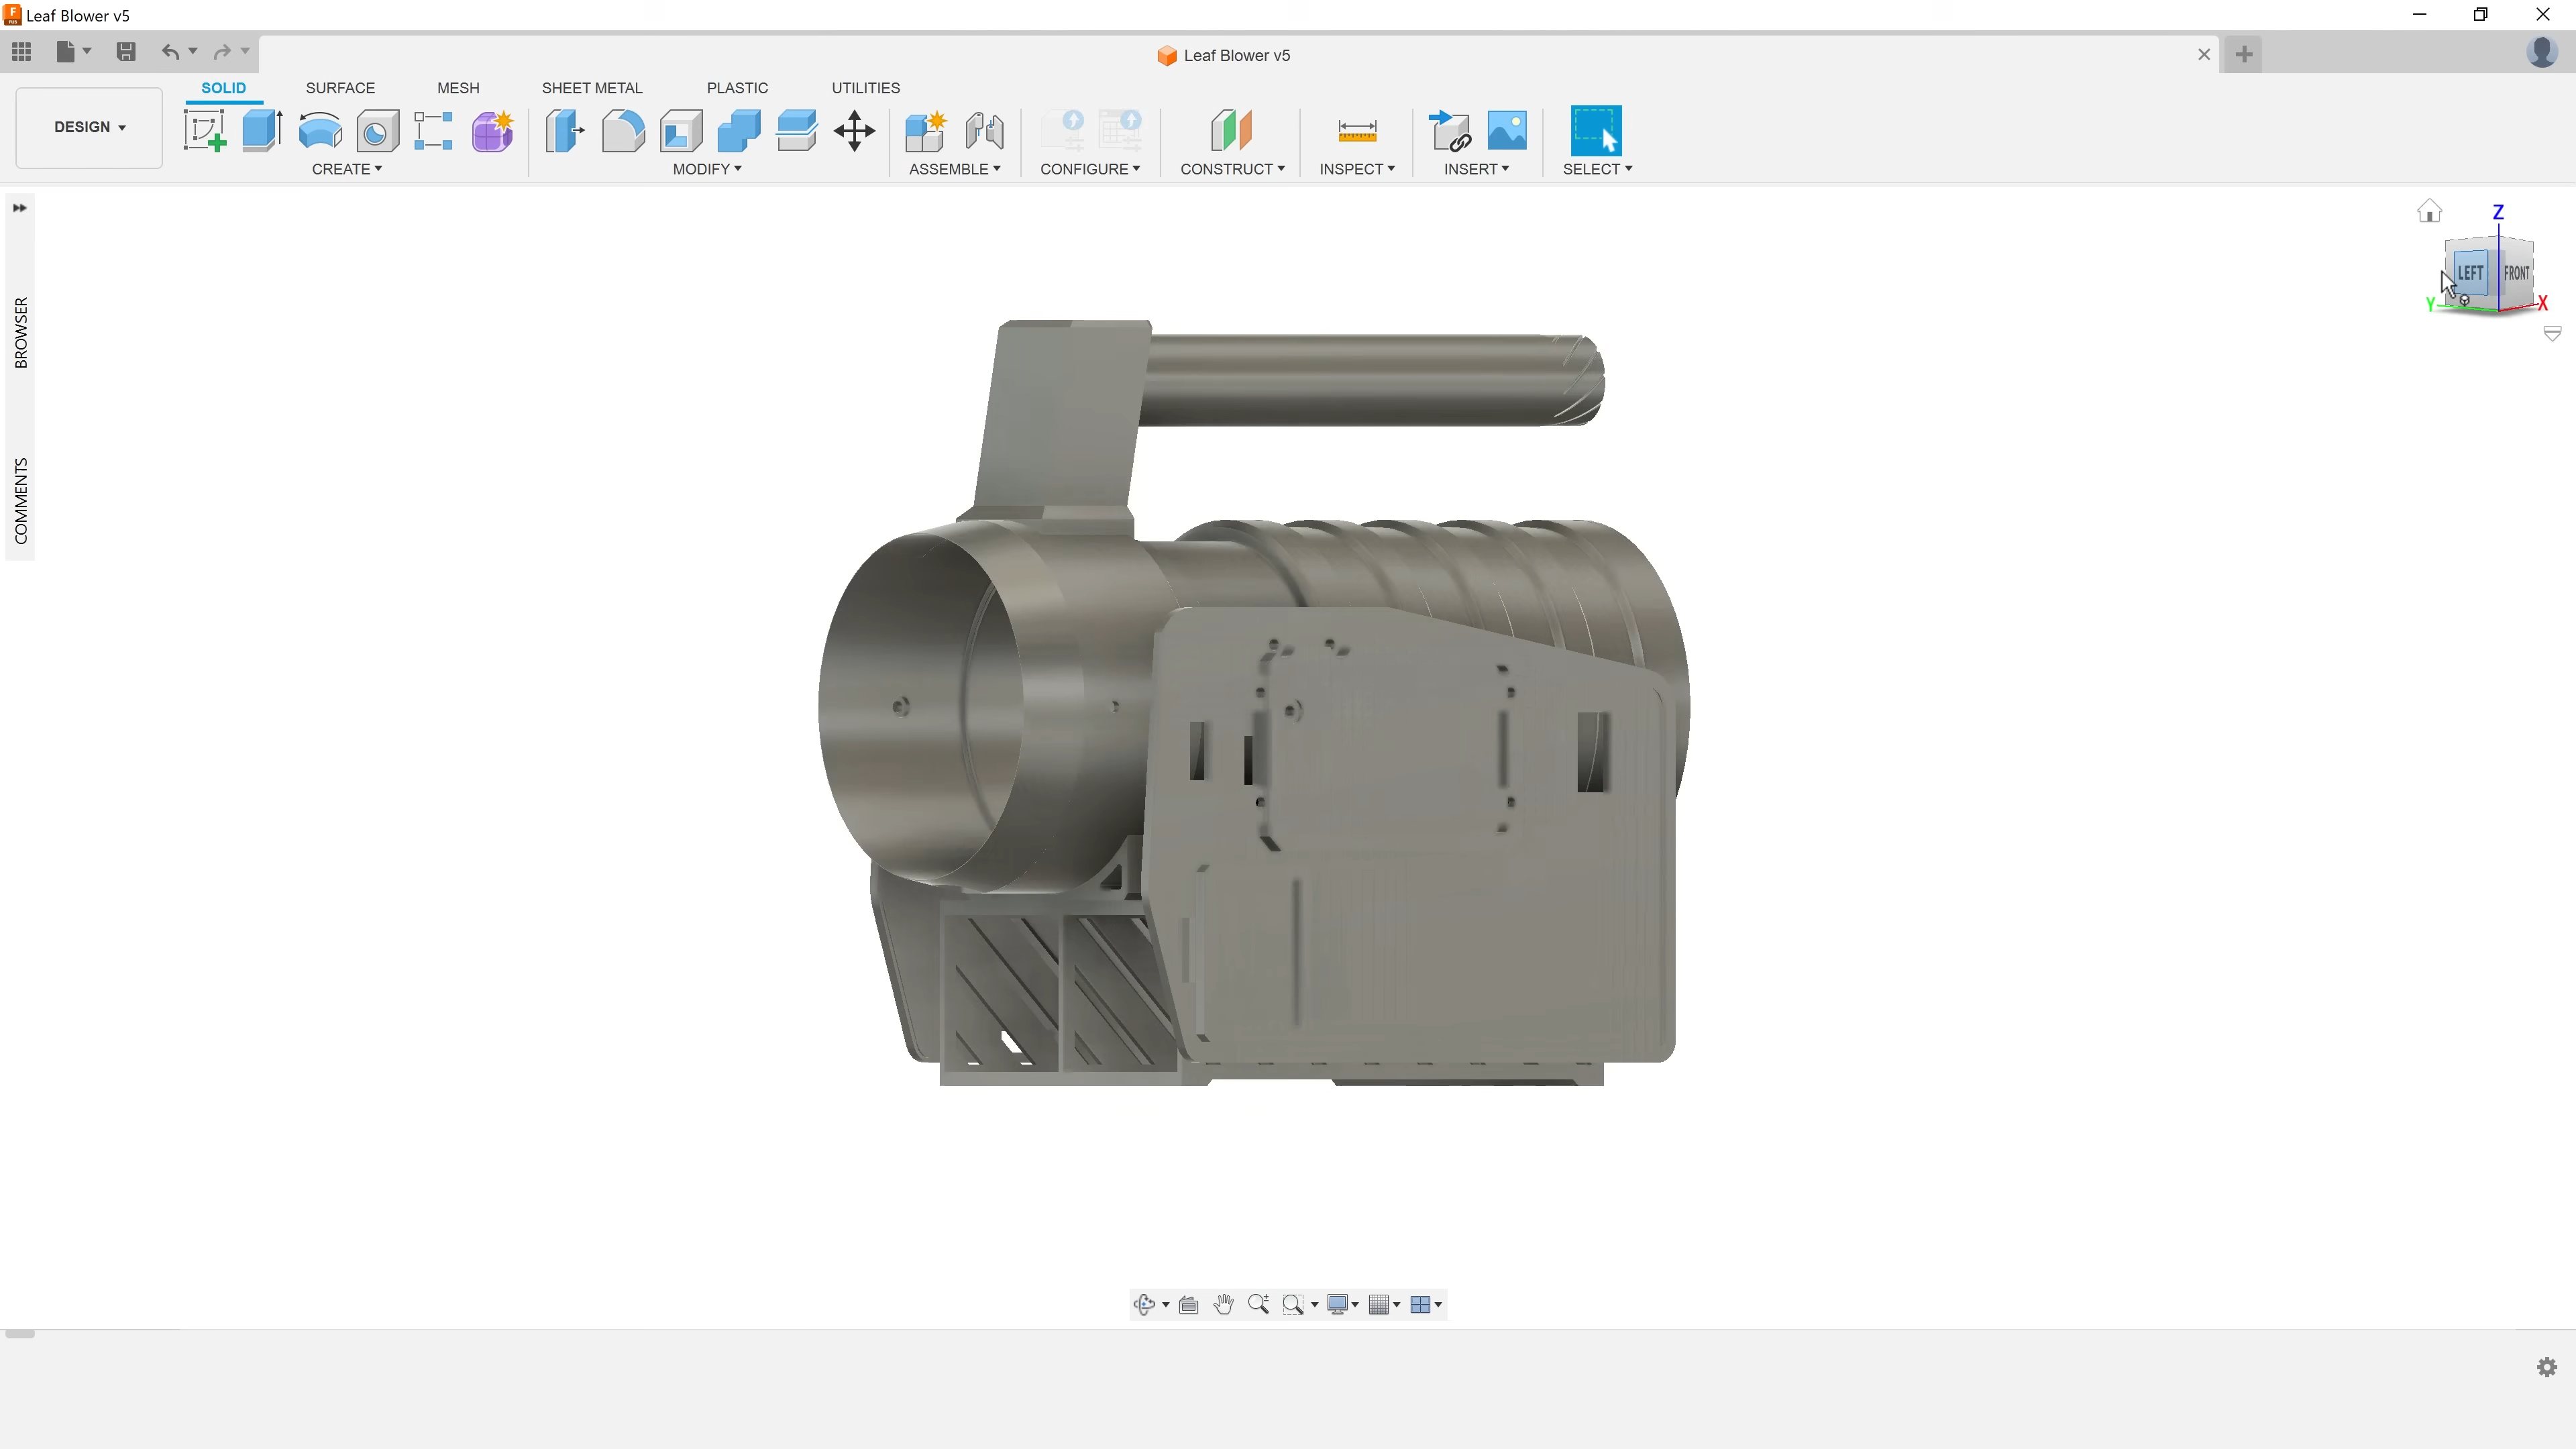 Leaf Blower v5
Leaf Blower v5
SOLID SURFACE MESH SHEET METAL PLASTIC UTILITIES
DESIGN
CREATE MODIFY ASSEMBLE CONFIGURE CONSTRUCT INSPECT INSERT SELECT
BROWSER
COMMENTS
Z
LEFT FRONT
Y X